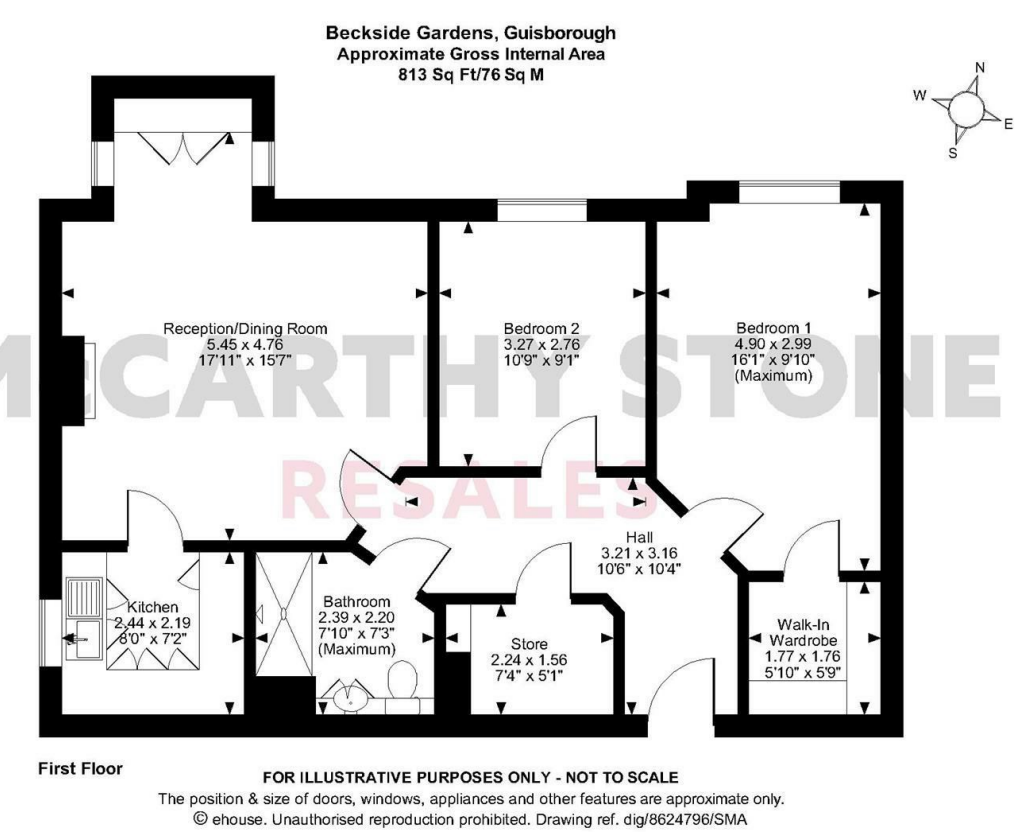 Beckside Gardens, Guisborough
Approximate Gross Internal Area
813 Sq Ft/76 Sq M
N
W
E
S
Reception/Dining Room
5.45 x 4.76
17'11" x 15'7"
Bedroom 2
3.27 x 2.76
10'9" x 9'1"
Bedroom 1
4.90 x 2.99
16'1" x 9'10"
(Maximum)
MCCARTHY STONE
RESALES
Hall
3.21 x 3.16
10'6" x 10'4"
Kitchen
2.44 x 2.19
8'0" x 7'2"
Bathroom
2.39 x 2.20
7'10" x 7'3"
(Maximum)
Store
2.24 x 1.56
7'4" x 5'1"
Walk-In
Wardrobe
1.77 x 1.76
5'10" x 5'9"
First Floor
FOR ILLUSTRATIVE PURPOSES ONLY - NOT TO SCALE
The position & size of doors, windows, appliances and other features are approximate only.
© ehouse. Unauthorised reproduction prohibited. Drawing ref. dig/8624796/SMA